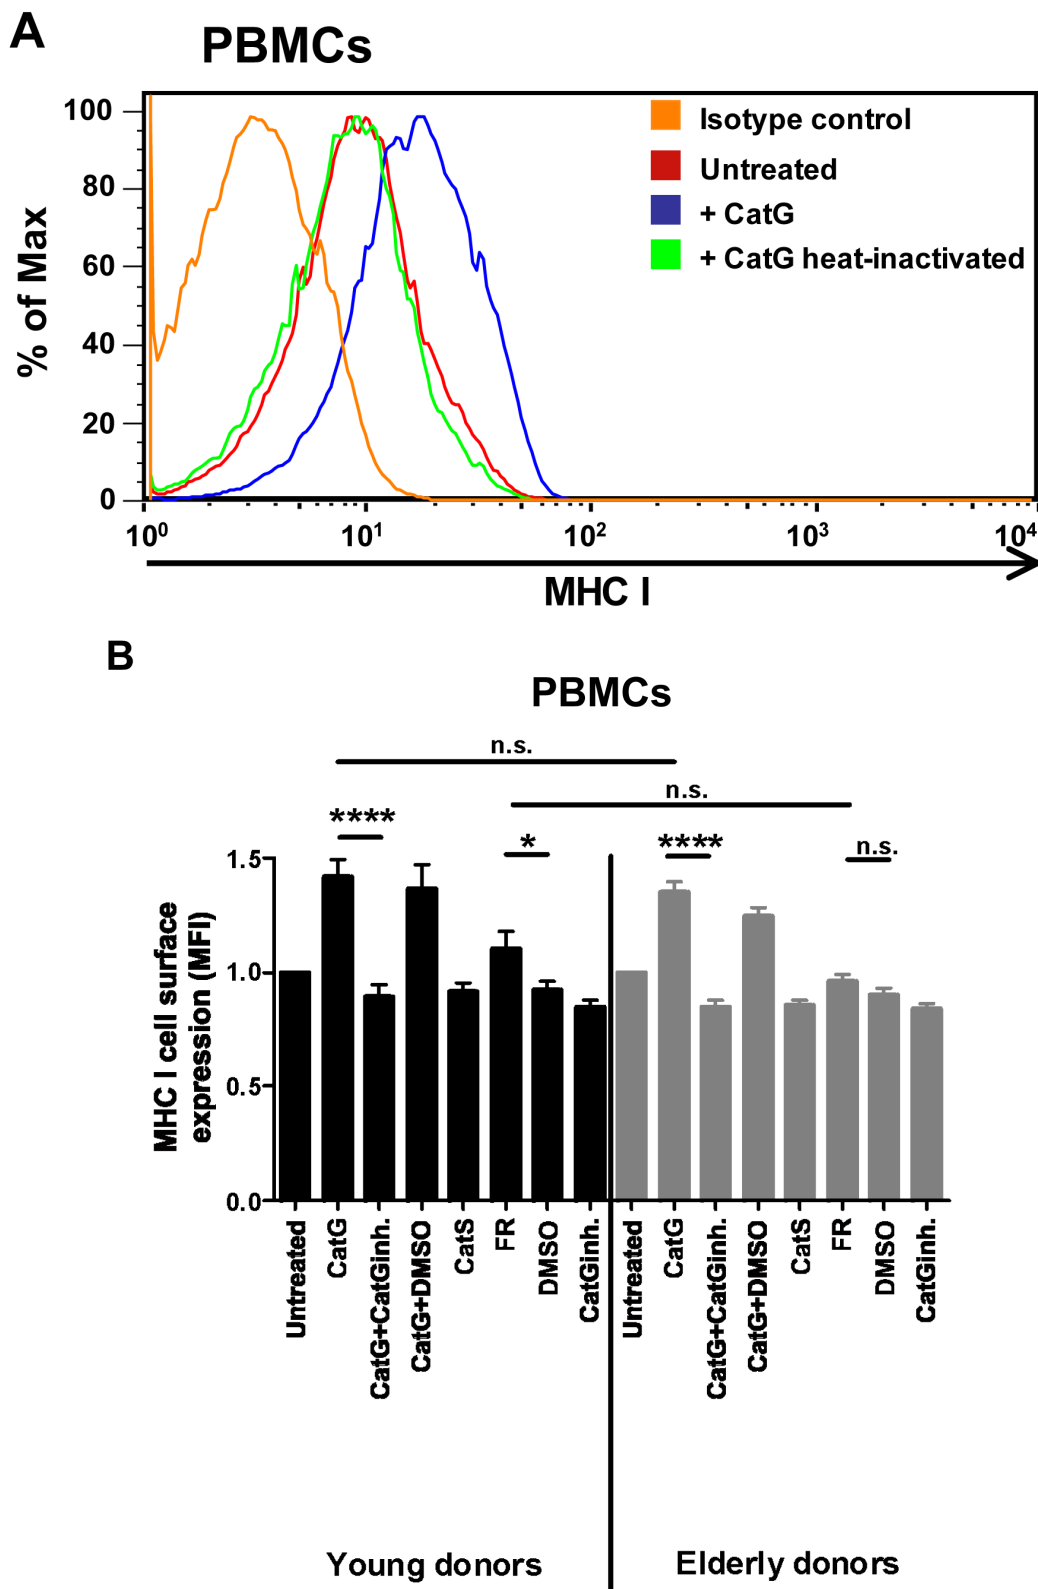 A
PBMCs
100
80
60
40
20
0
% of Max
Isotype control
Untreated
+ CatG
+ CatG heat-inactivated
10⁰
10¹
10²
10³
10⁴
MHC I
B
PBMCs
n.s.
n.s.
****
*
****
n.s.
1.5
1.0
0.5
0.0
MHC I cell surface
expression (MFI)
Untreated
CatG
CatG+CatGinh.
CatG+DMSO
CatS
FR
DMSO
CatGinh.
Untreated
CatG
CatG+CatGinh.
CatG+DMSO
CatS
FR
DMSO
CatGinh.
Young donors
Elderly donors